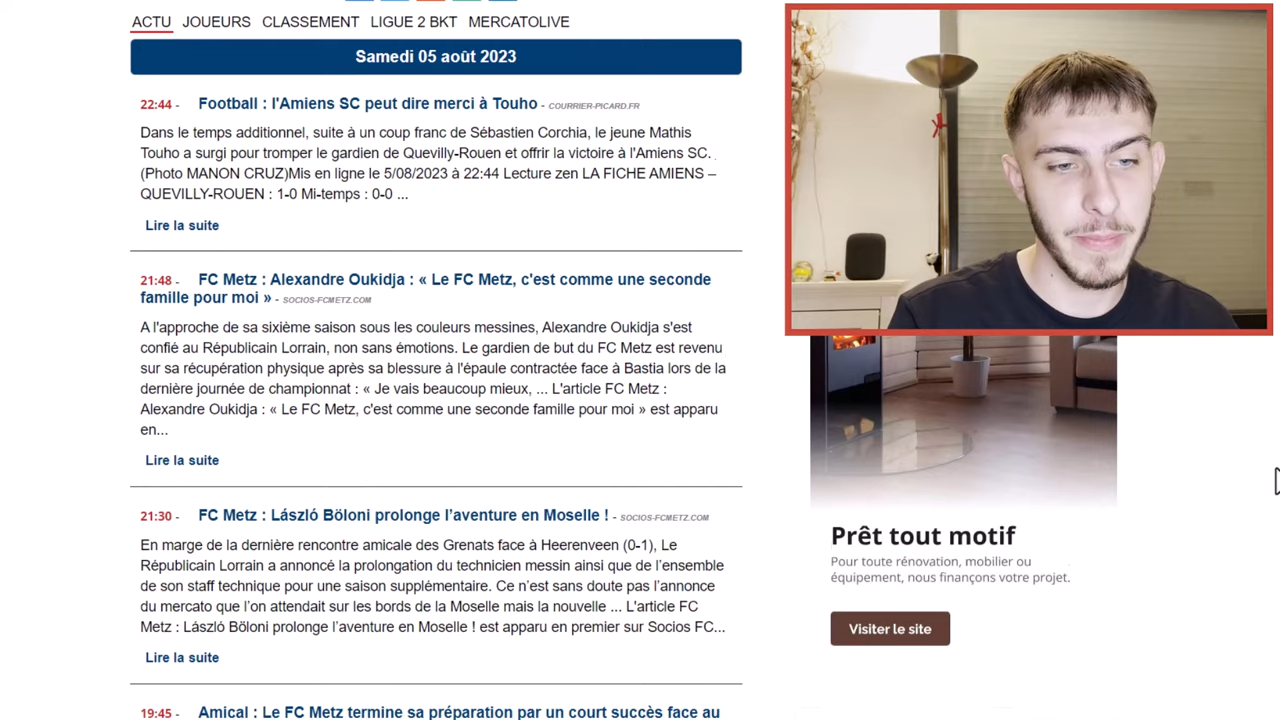 ACTU JOUEURS CLASSEMENT LIGUE 2 BKT MERCATOLIVE
Samedi 05 août 2023
22:44 - Football : l'Amiens SC peut dire merci à Touho - COURRIER-PICARD.FR
Dans le temps additionnel, suite à un coup franc de Sébastien Corchia, le jeune Mathis
Touho a surgi pour tromper le gardien de Quevilly-Rouen et offrir la victoire à l'Amiens SC.
(Photo MANON CRUZ)Mis en ligne le 5/08/2023 à 22:44 Lecture zen LA FICHE AMIENS –
QUEVILLY-ROUEN : 1-0 Mi-temps : 0-0 ...
Lire la suite
21:48 - FC Metz : Alexandre Oukidja : « Le FC Metz, c'est comme une seconde
famille pour moi » - SOCIOS-FCMETZ.COM
A l'approche de sa sixième saison sous les couleurs messines, Alexandre Oukidja s'est
confié au Républicain Lorrain, non sans émotions. Le gardien de but du FC Metz est revenu
sur sa récupération physique après sa blessure à l'épaule contractée face à Bastia lors de la
dernière journée de championnat : « Je vais beaucoup mieux, ... L'article FC Metz :
Alexandre Oukidja : « Le FC Metz, c'est comme une seconde famille pour moi » est apparu
en...
Lire la suite
21:30 - FC Metz : László Böloni prolonge l’aventure en Moselle ! - SOCIOS-FCMETZ.COM
En marge de la dernière rencontre amicale des Grenats face à Heerenveen (0-1), Le
Républicain Lorrain a annoncé la prolongation du technicien messin ainsi que de l’ensemble
de son staff technique pour une saison supplémentaire. Ce n’est sans doute pas l’annonce
du mercato que l’on attendait sur les bords de la Moselle mais la nouvelle ... L'article FC
Metz : László Böloni prolonge l’aventure en Moselle ! est apparu en premier sur Socios FC...
Lire la suite
19:45 - Amical : Le FC Metz termine sa préparation par un court succès face au
Prêt tout motif
Pour toute rénovation, mobilier ou
équipement, nous finançons votre projet.
Visiter le site